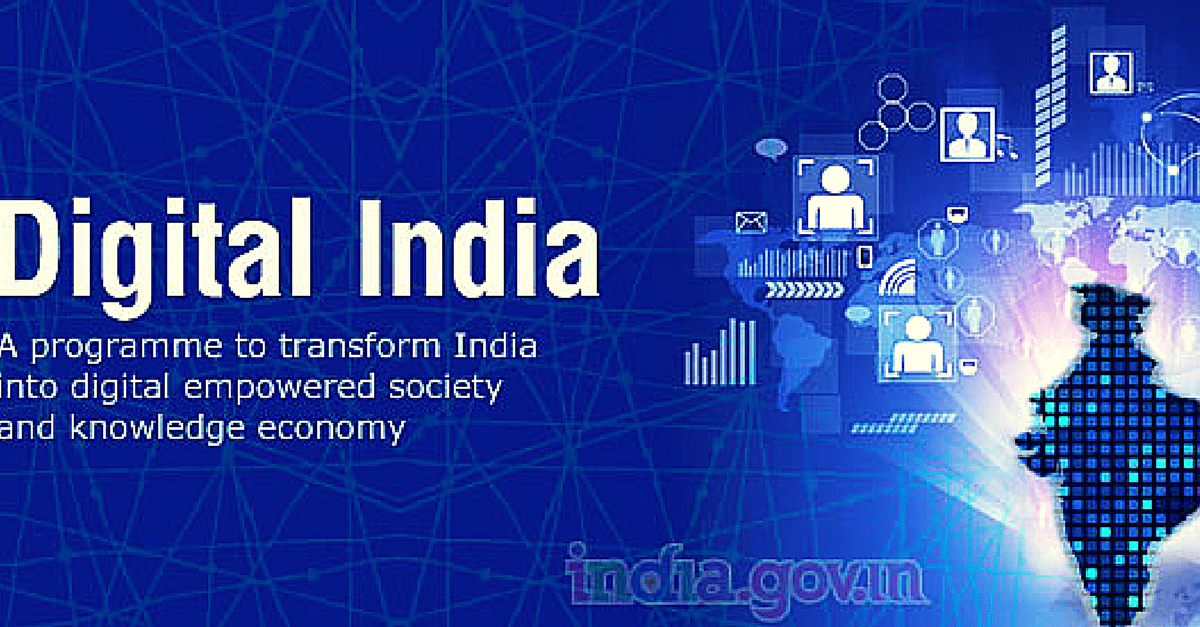 Digital India
A programme to transform India
into digital empowered society
and knowledge economy
india.gov.in